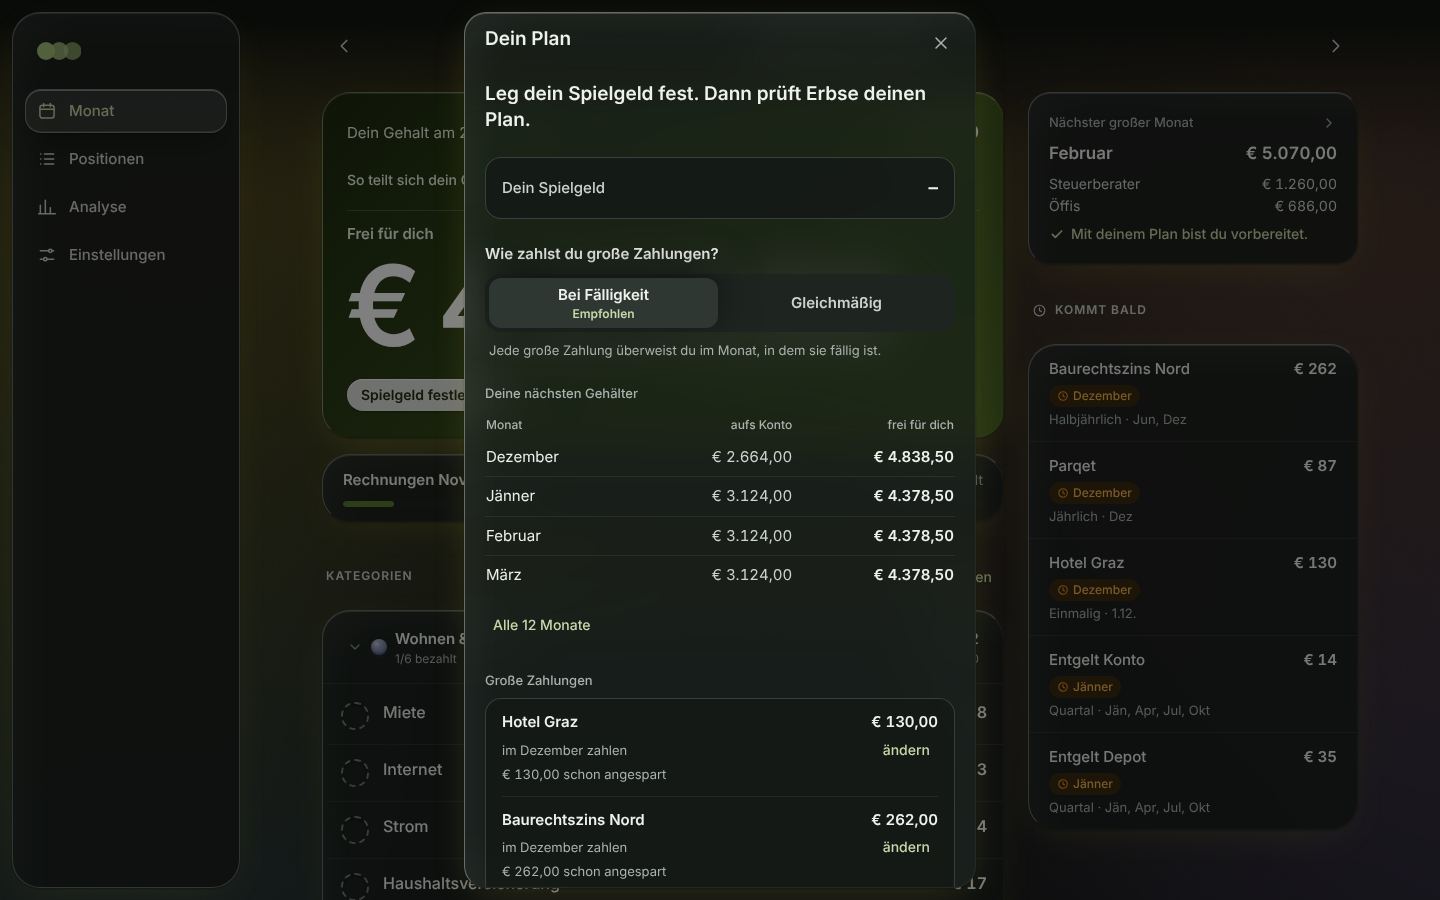 Monat
Positionen
Analyse
Einstellungen
Dein Gehalt am
So teilt sich dein
Frei für dich
€ 4
Spielgeld festle
Rechnungen Nov
KATEGORIEN
en
Wohnen &
1/6 bezahlt
Miete
8
Internet
3
Strom
4
Haushaltsversicherung
€ 17
Dein Plan
Leg dein Spielgeld fest. Dann prüft Erbse deinen
Plan.
Dein Spielgeld –
Wie zahlst du große Zahlungen?
Bei Fälligkeit
Empfohlen
Gleichmäßig
Jede große Zahlung überweist du im Monat, in dem sie fällig ist.
Deine nächsten Gehälter
Monat aufs Konto frei für dich
Dezember € 2.664,00 € 4.838,50
Jänner € 3.124,00 € 4.378,50
Februar € 3.124,00 € 4.378,50
März € 3.124,00 € 4.378,50
Alle 12 Monate
Große Zahlungen
Hotel Graz € 130,00
im Dezember zahlen ändern
€ 130,00 schon angespart
Baurechtszins Nord € 262,00
im Dezember zahlen ändern
€ 262,00 schon angespart
Nächster großer Monat
Februar € 5.070,00
Steuerberater € 1.260,00
Öffis € 686,00
Mit deinem Plan bist du vorbereitet.
KOMMT BALD
Baurechtszins Nord € 262
Dezember
Halbjährlich · Jun, Dez
Parqet € 87
Dezember
Jährlich · Dez
Hotel Graz € 130
Dezember
Einmalig · 1.12.
Entgelt Konto € 14
Jänner
Quartal · Jän, Apr, Jul, Okt
Entgelt Depot € 35
Jänner
Quartal · Jän, Apr, Jul, Okt